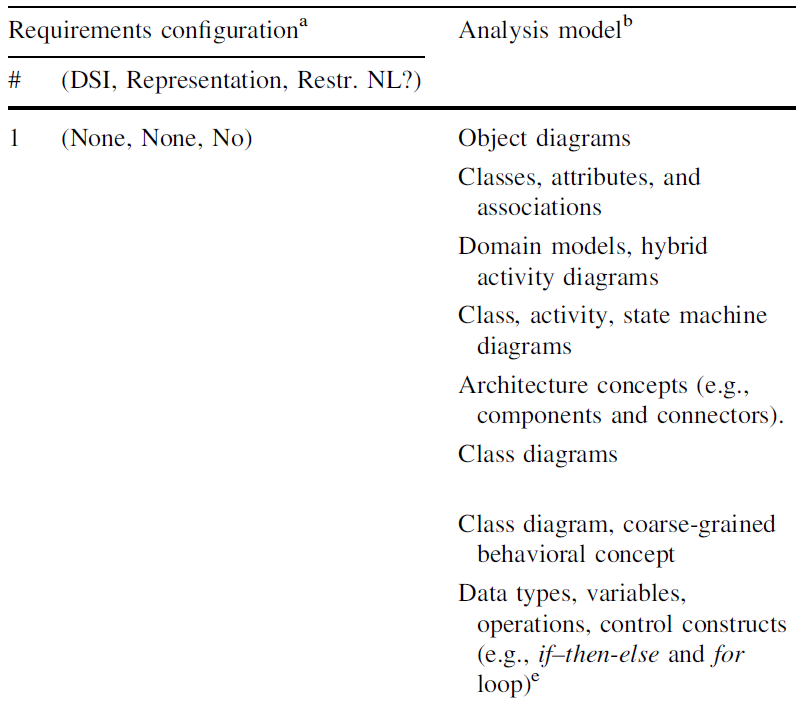 Requirements configurationa Analysis modelb
# (DSI, Representation, Restr. NL?)
1 (None, None, No) Object diagrams
Classes, attributes, and
associations
Domain models, hybrid
activity diagrams
Class, activity, state machine
diagrams
Architecture concepts (e.g.,
components and connectors).
Class diagrams
Class diagram, coarse-grained
behavioral concept
Data types, variables,
operations, control constructs
(e.g., if–then-else and for
loop)e